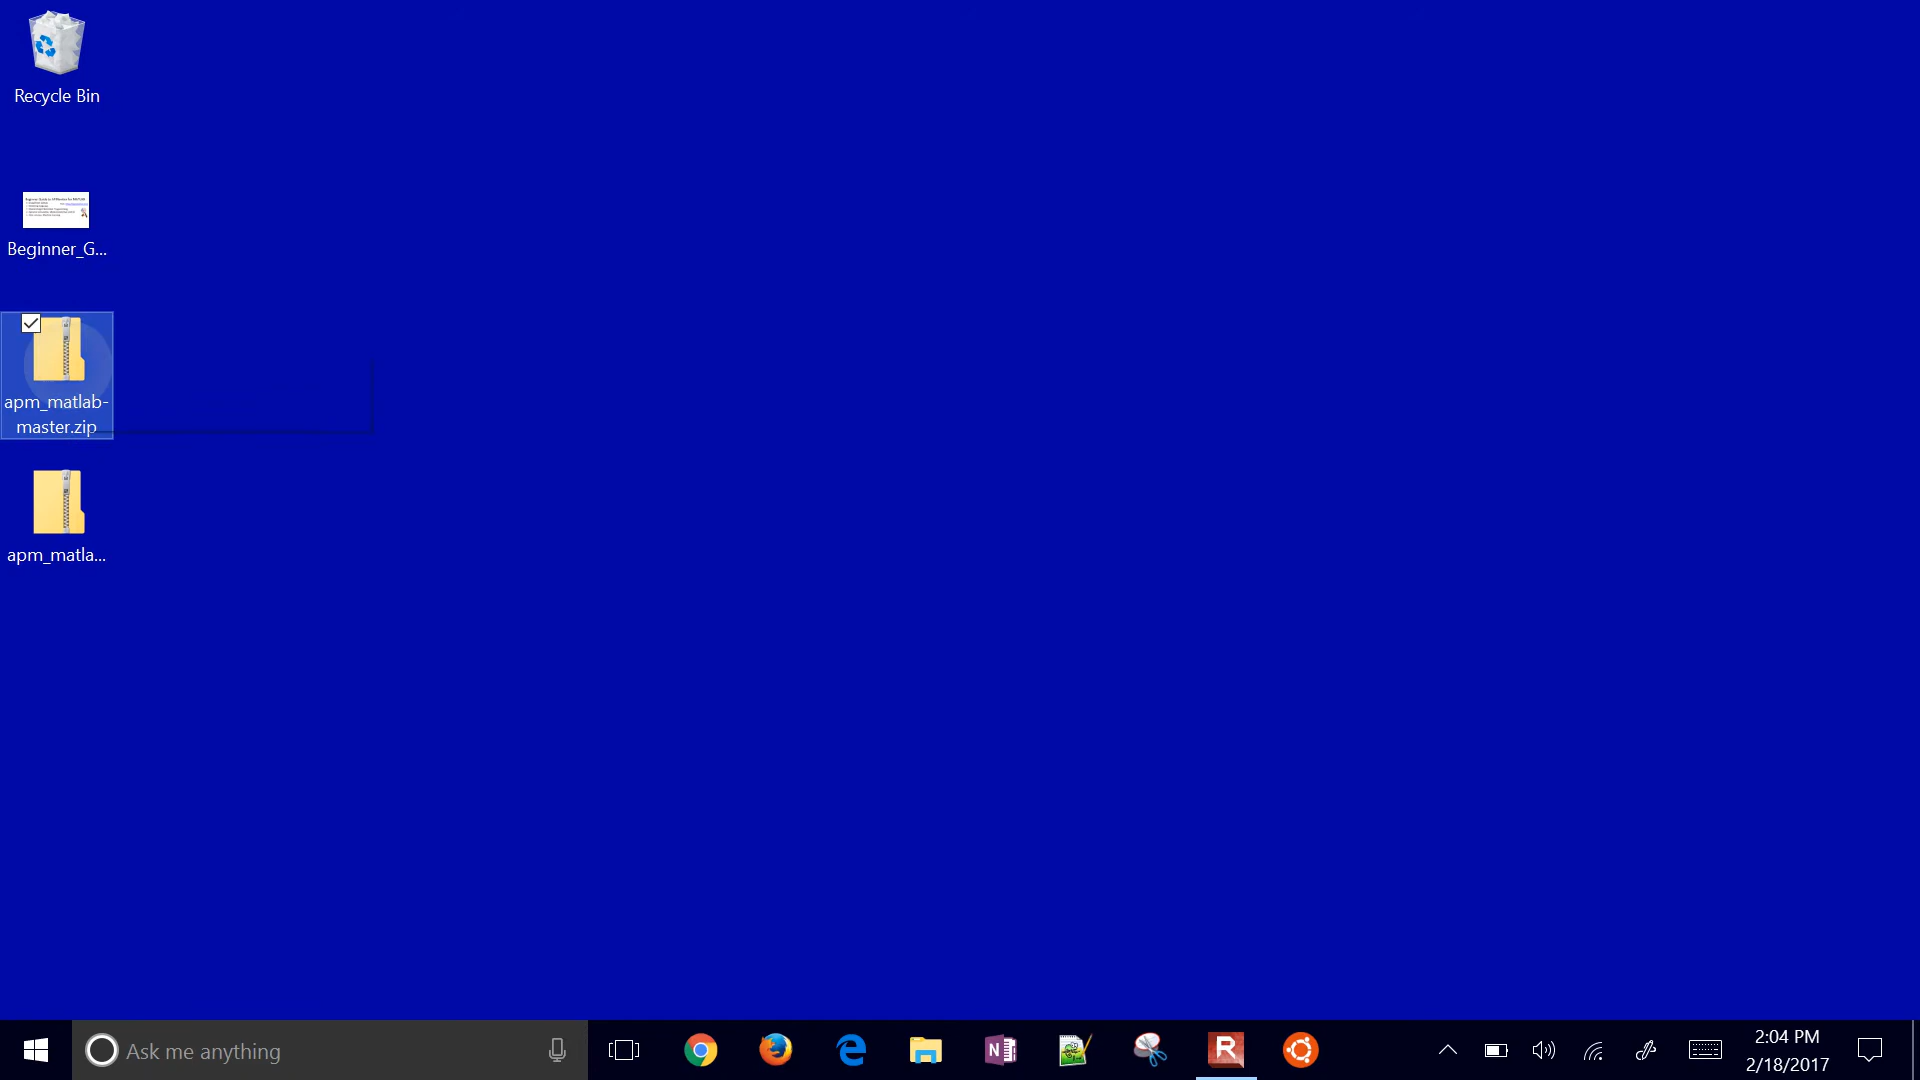 Recycle Bin
Beginner_G...
apm_matlab-
master.zip
apm_matla...
Ask me anything
N
R
2:04 PM
2/18/2017